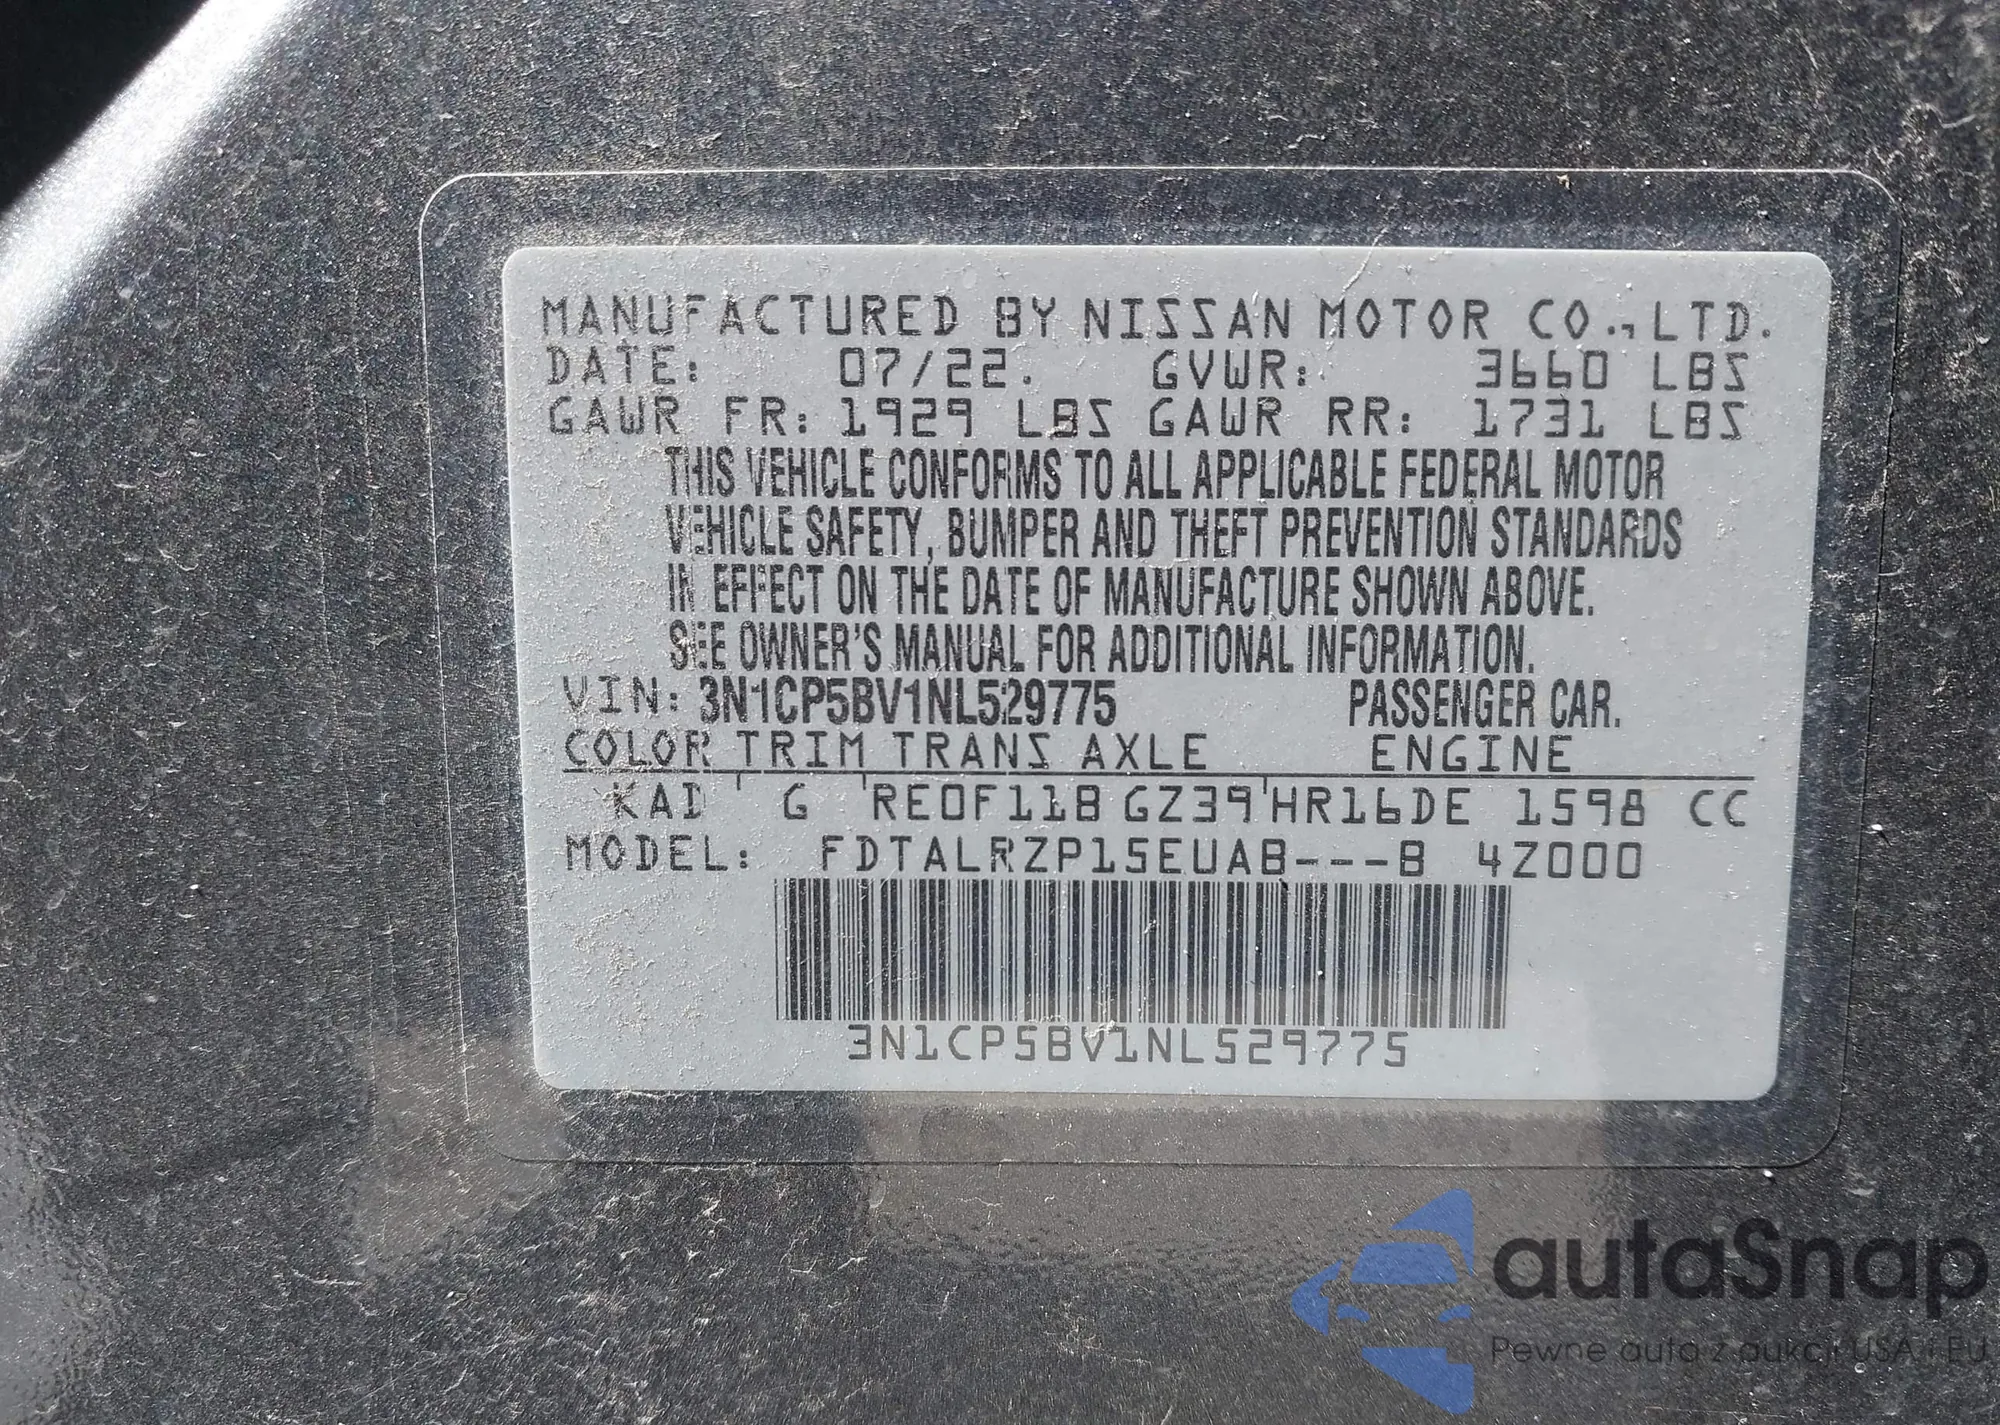 MANUFACTURED BY NISSAN MOTOR CO.,LTD.
DATE: 07/22. GVWR: 3660 LBS
GAWR FR: 1929 LBS GAWR RR: 1731 LBS
THIS VEHICLE CONFORMS TO ALL APPLICABLE FEDERAL MOTOR
VEHICLE SAFETY, BUMPER AND THEFT PREVENTION STANDARDS
IN EFFECT ON THE DATE OF MANUFACTURE SHOWN ABOVE.
SEE OWNER'S MANUAL FOR ADDITIONAL INFORMATION.
VIN: 3N1CP5BV1NL529775 PASSENGER CAR.
COLOR TRIM TRANS AXLE ENGINE
KAD G RE0F11B GZ39 HR16DE 1598 CC
MODEL: FDTALRZP15EUAB---B 4Z000
3N1CP5BV1NL529775
autaSnap
Pewne auta z aukcji USA i EU